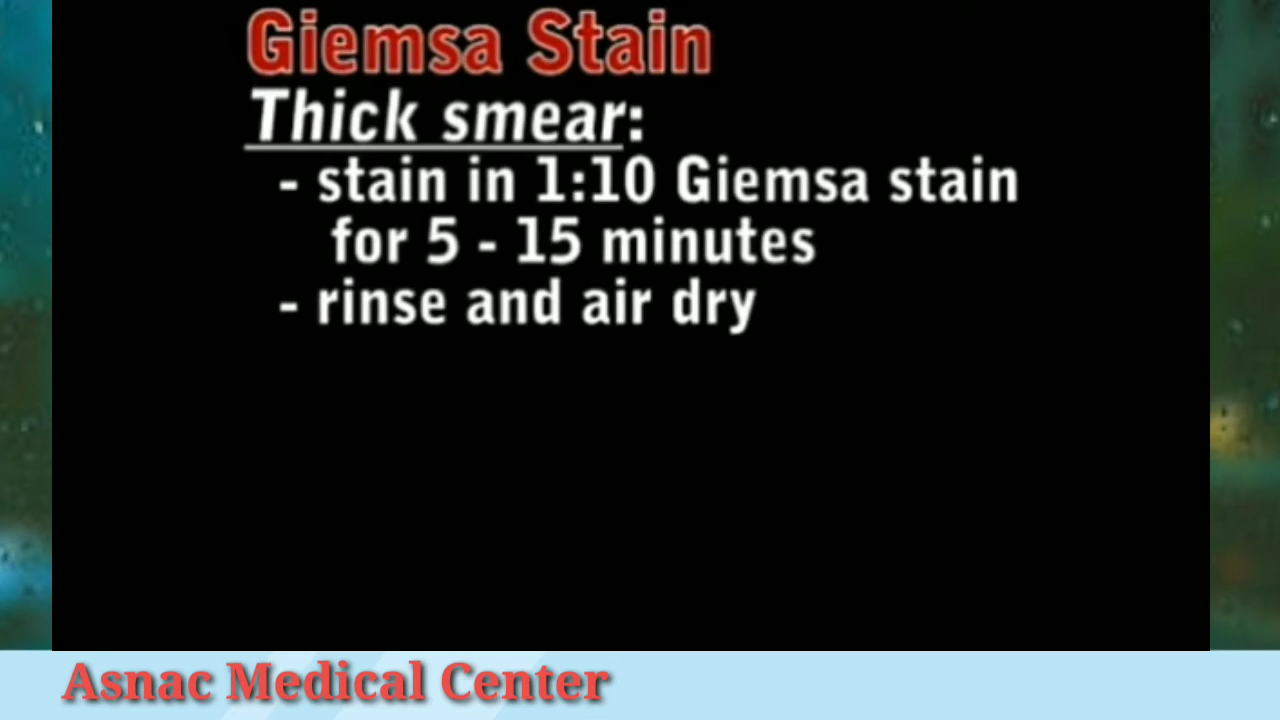 Giemsa Stain
Thick smear:
- stain in 1:10 Giemsa stain
for 5 - 15 minutes
- rinse and air dry
Asnac Medical Center